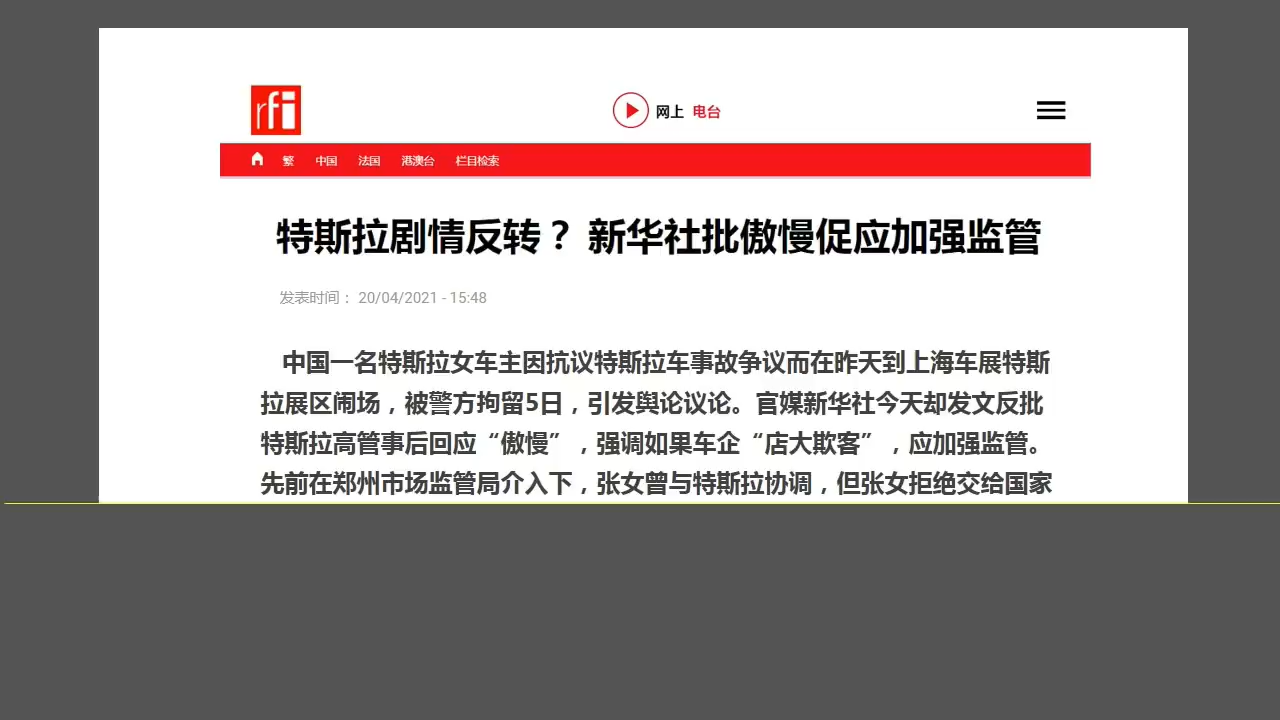 rfi
网上 电台
繁 中国 法国 港澳台 栏目检索
特斯拉剧情反转？ 新华社批傲慢促应加强监管
发表时间： 20/04/2021 - 15:48
中国一名特斯拉女车主因抗议特斯拉车事故争议而在昨天到上海车展特斯
拉展区闹场，被警方拘留5日，引发舆论议论。官媒新华社今天却发文反批
特斯拉高管事后回应“傲慢”，强调如果车企“店大欺客”，应加强监管。
先前在郑州市场监管局介入下，张女曾与特斯拉协调，但张女拒绝交给国家